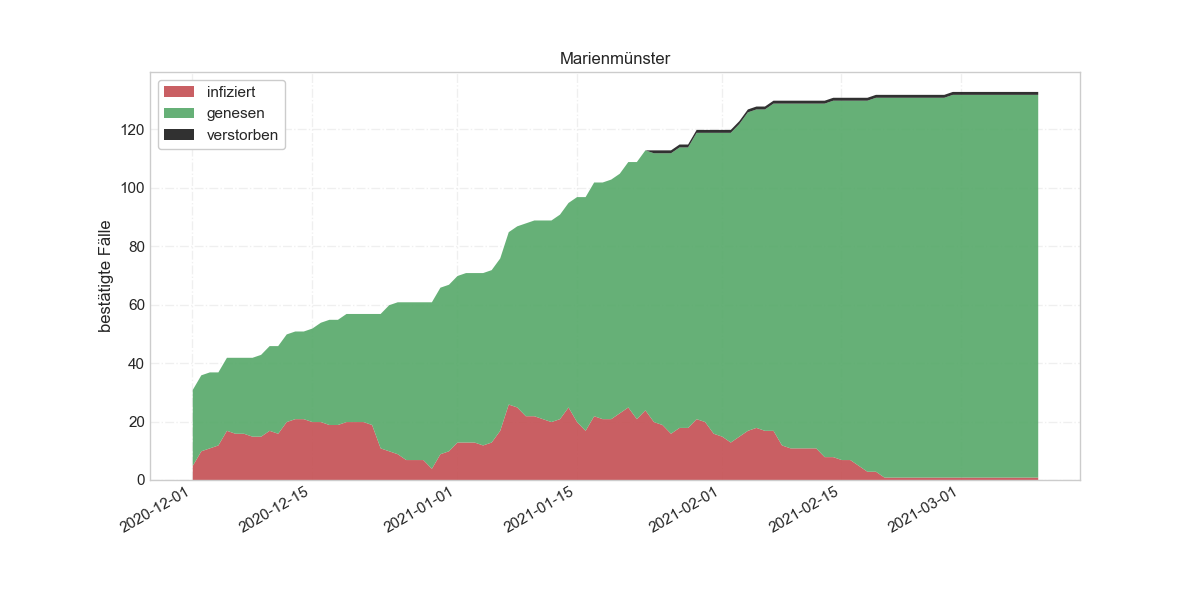 Marienmünster
infiziert
genesen
verstorben
bestätigte Fälle
120
100
80
60
40
20
0
2020-12-01
2020-12-15
2021-01-01
2021-01-15
2021-02-01
2021-02-15
2021-03-01